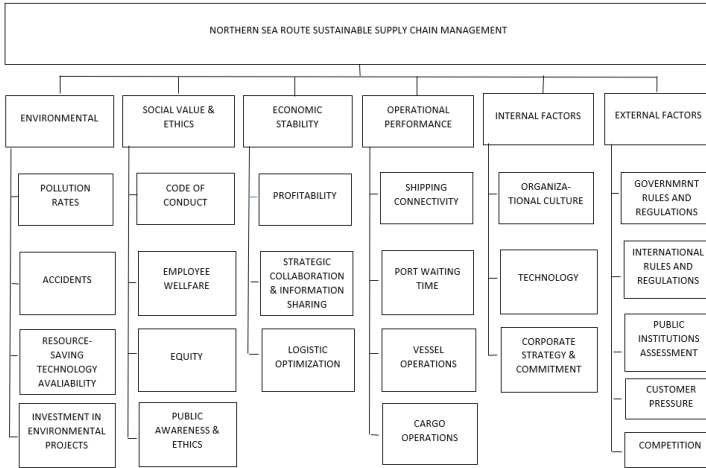 NORTHERN SEA ROUTE SUSTAINABLE SUPPLY CHAIN MANAGEMENT
ENVIRONMENTAL
POLLUTION
RATES
ACCIDENTS
RESOURCE-
SAVING
TECHNOLOGY
AVALIABILITY
INVESTMENT IN
ENVIRONMENTAL
PROJECTS
SOCIAL VALUE &
ETHICS
CODE OF
CONDUCT
EMPLOYEE
WELLFARE
EQUITY
PUBLIC
AWARENESS &
ETHICS
ECONOMIC
STABILITY
PROFITABILITY
STRATEGIC
COLLABORATION
& INFORMATION
SHARING
LOGISTIC
OPTIMIZATION
OPERATIONAL
PERFORMANCE
SHIPPING
CONNECTIVITY
PORT WAITING
TIME
VESSEL
OPERATIONS
CARGO
OPERATIONS
INTERNAL FACTORS
ORGANIZA-
TIONAL CULTURE
TECHNOLOGY
CORPORATE
STRATEGY &
COMMITMENT
EXTERNAL FACTORS
GOVERNMRNT
RULES AND
REGULATIONS
INTERNATIONAL
RULES AND
REGULATIONS
PUBLIC
INSTITUTIONS
ASSESSMENT
CUSTOMER
PRESSURE
COMPETITION